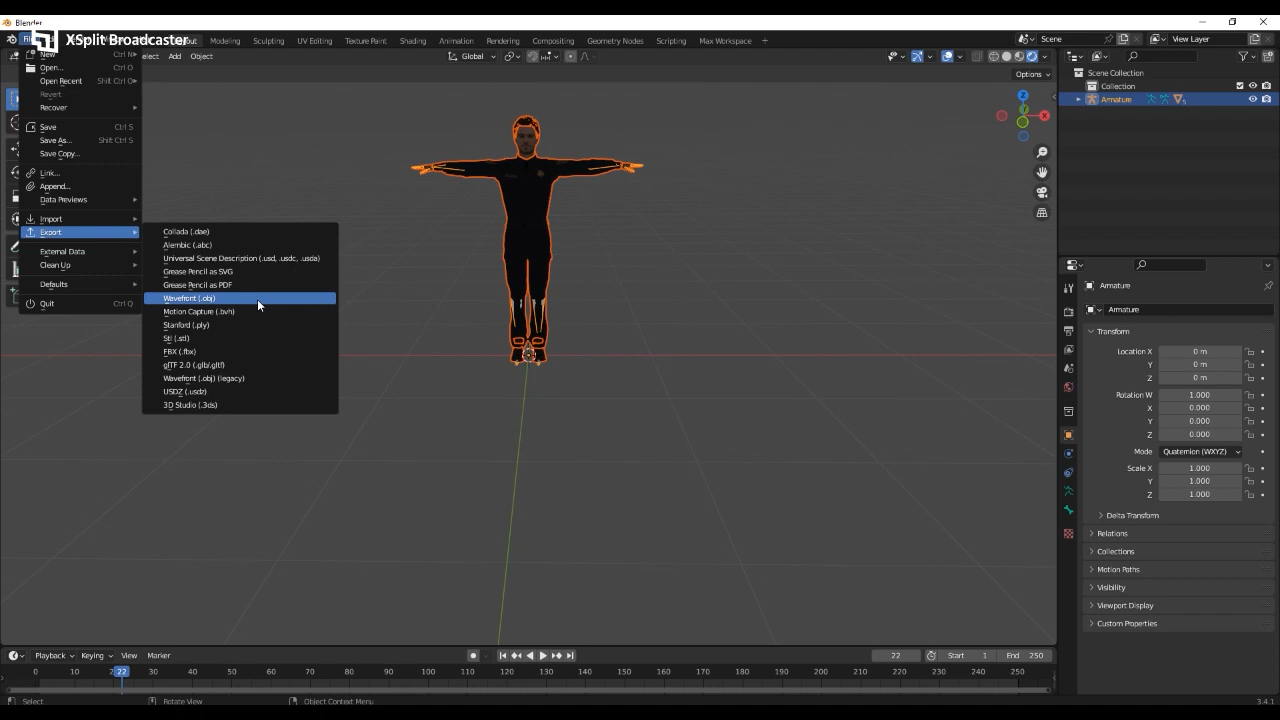 Blender
XSplit Broadcaster
Modeling Sculpting UV Editing Texture Paint Shading Animation Rendering Compositing Geometry Nodes Scripting Max Workspace +
Scene
View Layer
Add Object
Global
Options
New Ctrl N
Open... Ctrl O
Open Recent Shift Ctrl O
Revert
Recover
Save Ctrl S
Save As... Shift Ctrl S
Save Copy...
Link...
Append...
Data Previews
Import
Export
External Data
Clean Up
Defaults
Quit Ctrl Q
Collada (.dae)
Alembic (.abc)
Universal Scene Description (.usd, .usdc, .usda)
Grease Pencil as SVG
Grease Pencil as PDF
Wavefront (.obj)
Motion Capture (.bvh)
Stanford (.ply)
Stl (.stl)
FBX (.fbx)
glTF 2.0 (.glb/.gltf)
Wavefront (.obj) (legacy)
USDZ (.usdz)
3D Studio (.3ds)
Z
Y
X
Scene Collection
Collection
Armature
5
Armature
Armature
Transform
Location X 0 m
Y 0 m
Z 0 m
Rotation W 1.000
X 0.000
Y 0.000
Z 0.000
Mode Quaternion (WXYZ)
Scale X 1.000
Y 1.000
Z 1.000
Delta Transform
Relations
Collections
Motion Paths
Visibility
Viewport Display
Custom Properties
Playback Keying View Marker
22 Start 1 End 250
0 10 22 30 40 50 60 70 80 90 100 110 120 130 140 150 160 170 180 190 200 210 220 230 240 250
Select Rotate View Object Context Menu 3.4.1